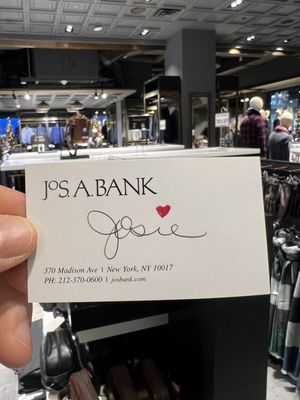 JOS. A. BANK
Josie
370 Madison Ave | New York, NY 10017
PH: 212-370-0600 | josbank.com